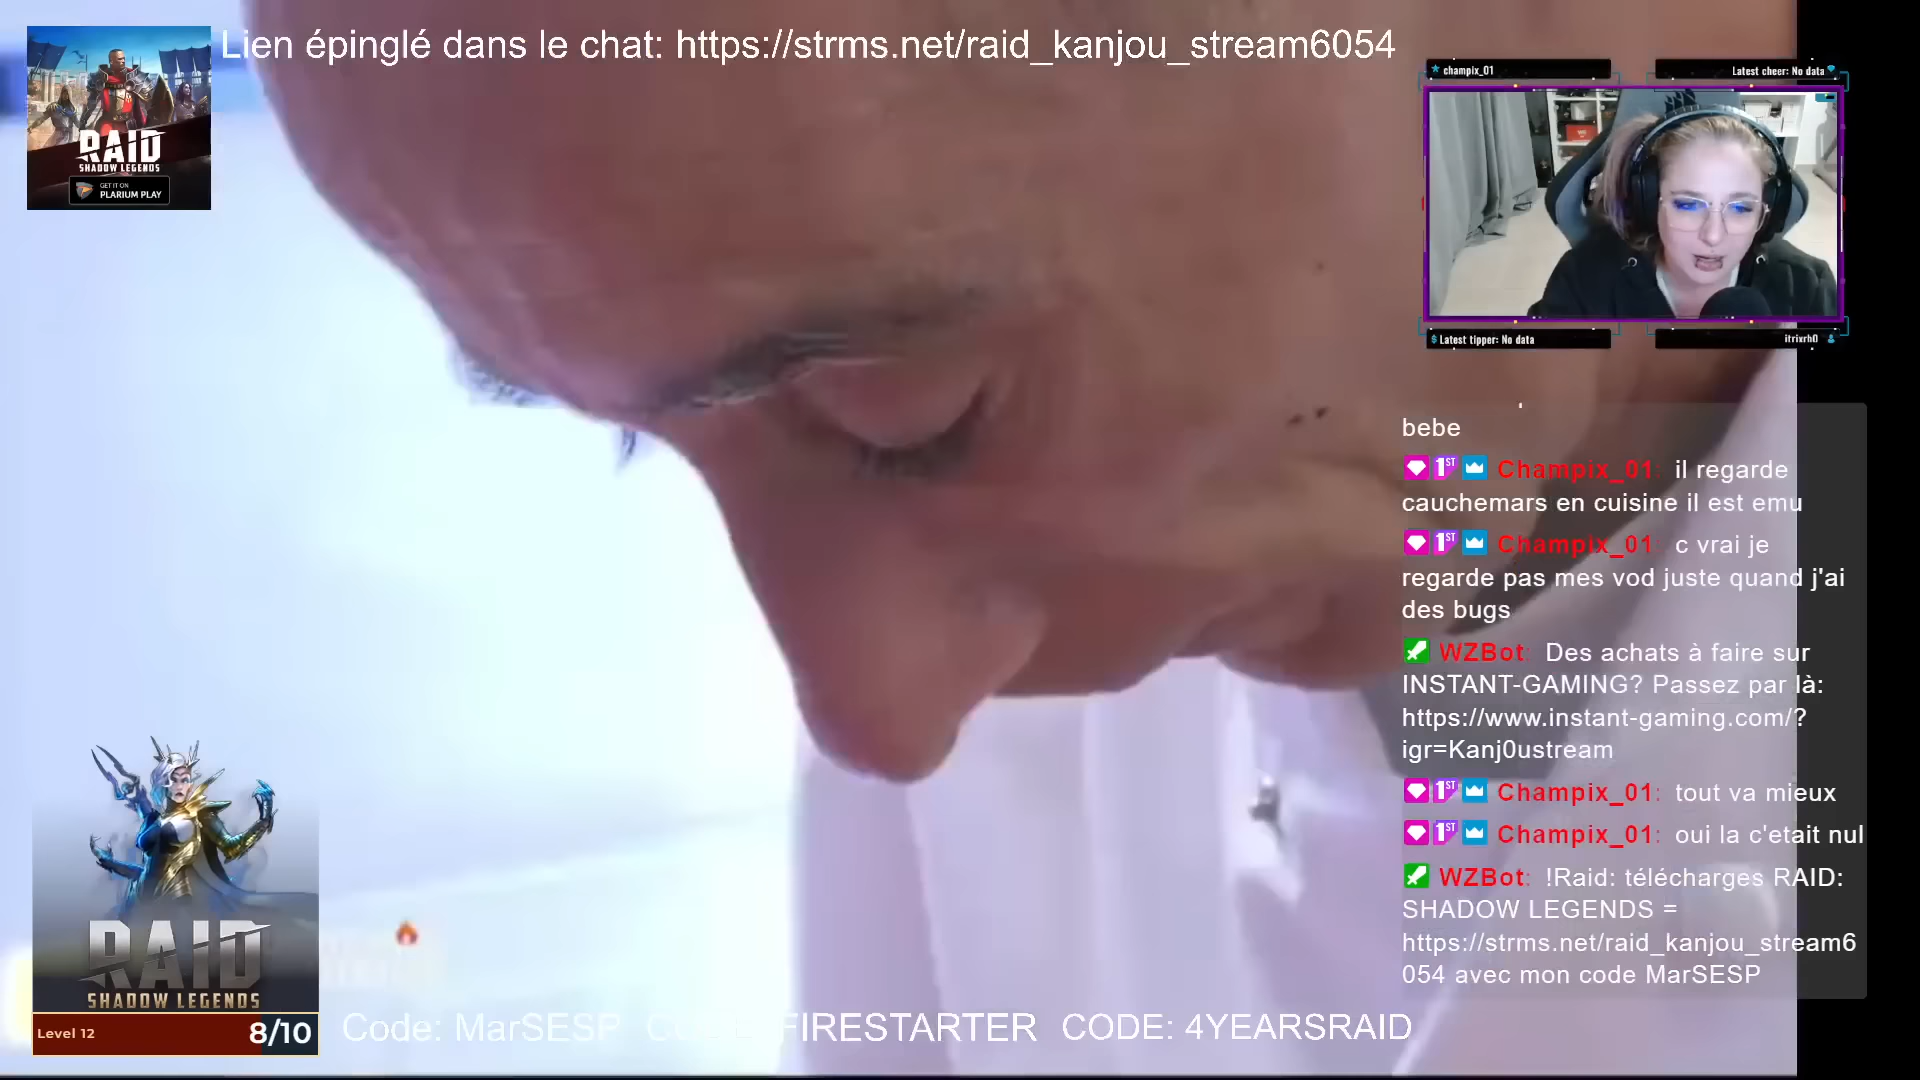 Lien épinglé dans le chat: https://strms.net/raid_kanjou_stream6054
RAID
SHADOW LEGENDS
GET IT ON
PLARIUM PLAY
champix_01
Latest cheer: No data
Latest tipper: No data
itrixrh0
bebe
1ST Champix_01: il regarde
cauchemars en cuisine il est emu
1ST Champix_01: c vrai je
regarde pas mes vod juste quand j'ai
des bugs
WZBot: Des achats à faire sur
INSTANT-GAMING? Passez par là:
https://www.instant-gaming.com/?
igr=Kanj0ustream
1ST Champix_01: tout va mieux
1ST Champix_01: oui la c'etait nul
WZBot: !Raid: télécharges RAID:
SHADOW LEGENDS =
https://strms.net/raid_kanjou_stream6
054 avec mon code MarSESP
RAID
SHADOW LEGENDS
Level 12
8/10
Code: MarSESP FIRESTARTER CODE: 4YEARSRAID